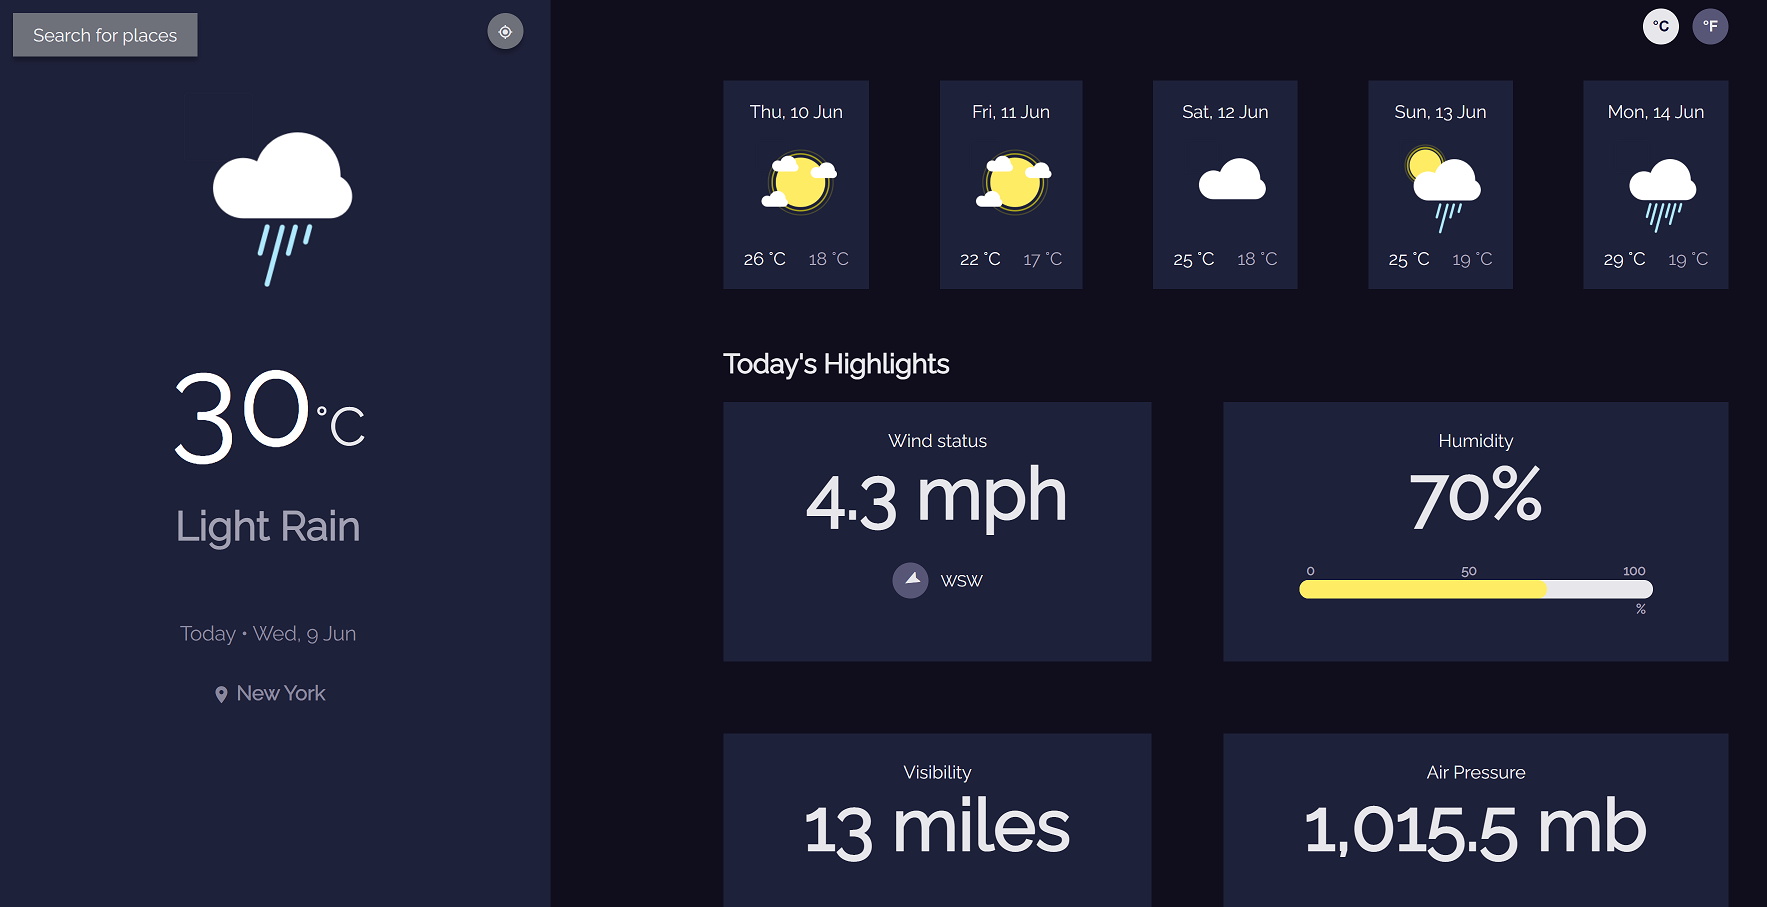 Search for places
30°C
Light Rain
Today • Wed, 9 Jun
New York
°C °F
Thu, 10 Jun
26 °C 18 °C
Fri, 11 Jun
22 °C 17 °C
Sat, 12 Jun
25 °C 18 °C
Sun, 13 Jun
25 °C 19 °C
Mon, 14 Jun
29 °C 19 °C
Today's Highlights
Wind status
4.3 mph
WSW
Humidity
70%
0 50 100
%
Visibility
13 miles
Air Pressure
1,015.5 mb